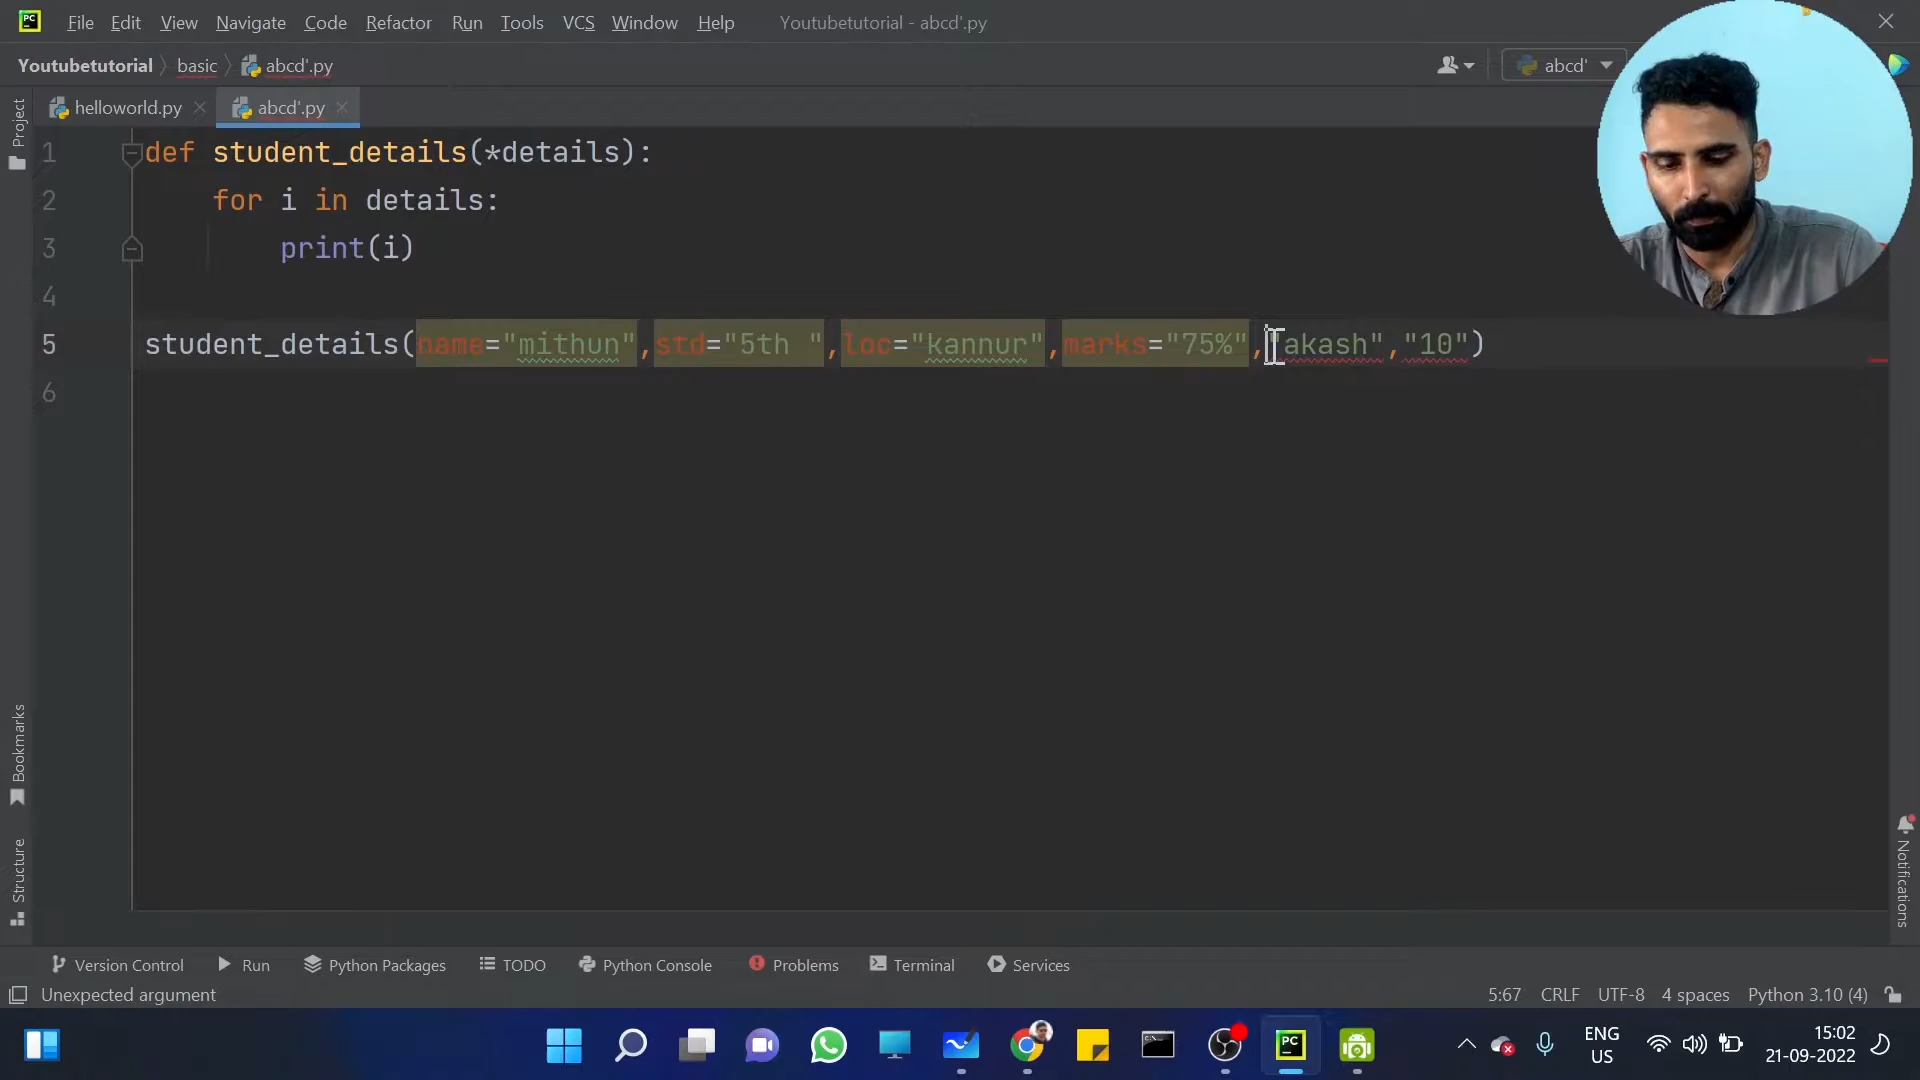 PC File Edit View Navigate Code Refactor Run Tools VCS Window Help Youtubetutorial - abcd'.py
Youtubetutorial basic abcd'.py abcd'
helloworld.py abcd'.py
Project
1 def student_details(*details):
2 for i in details:
3 print(i)
4
5 student_details(name="mithun",std="5th ",loc="kannur",marks="75%","akash","10")
6
Bookmarks
Structure
Notifications
Version Control Run Python Packages TODO Python Console Problems Terminal Services
Unexpected argument 5:67 CRLF UTF-8 4 spaces Python 3.10 (4)
PC
ENG
US
15:02
21-09-2022